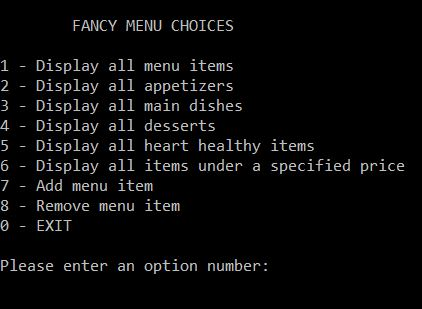 FANCY MENU CHOICES
1 - Display all menu items
2 - Display all appetizers
3 - Display all main dishes
4 - Display all desserts
5 - Display all heart healthy items
6 - Display all items under a specified price
7 - Add menu item
8 - Remove menu item
0 - EXIT
Please enter an option number: